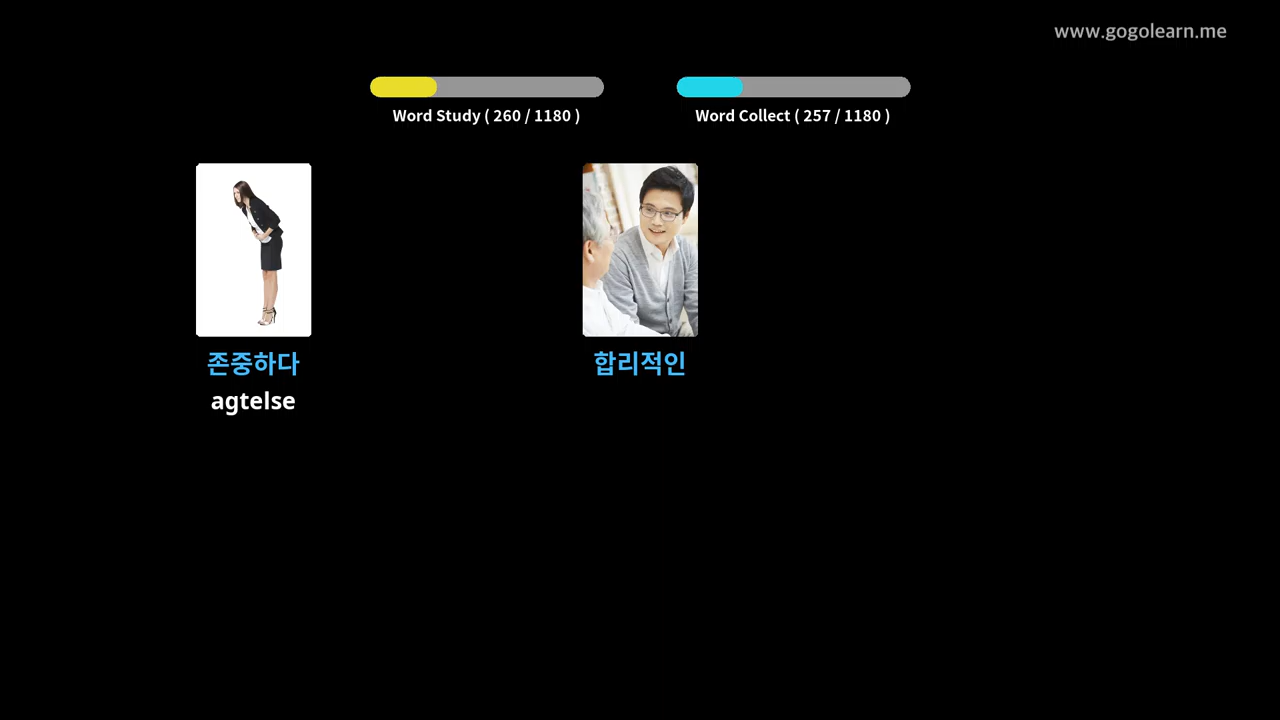 www.gogolearn.me
Word Study ( 260 / 1180 )
Word Collect ( 257 / 1180 )
존중하다
agtelse
합리적인